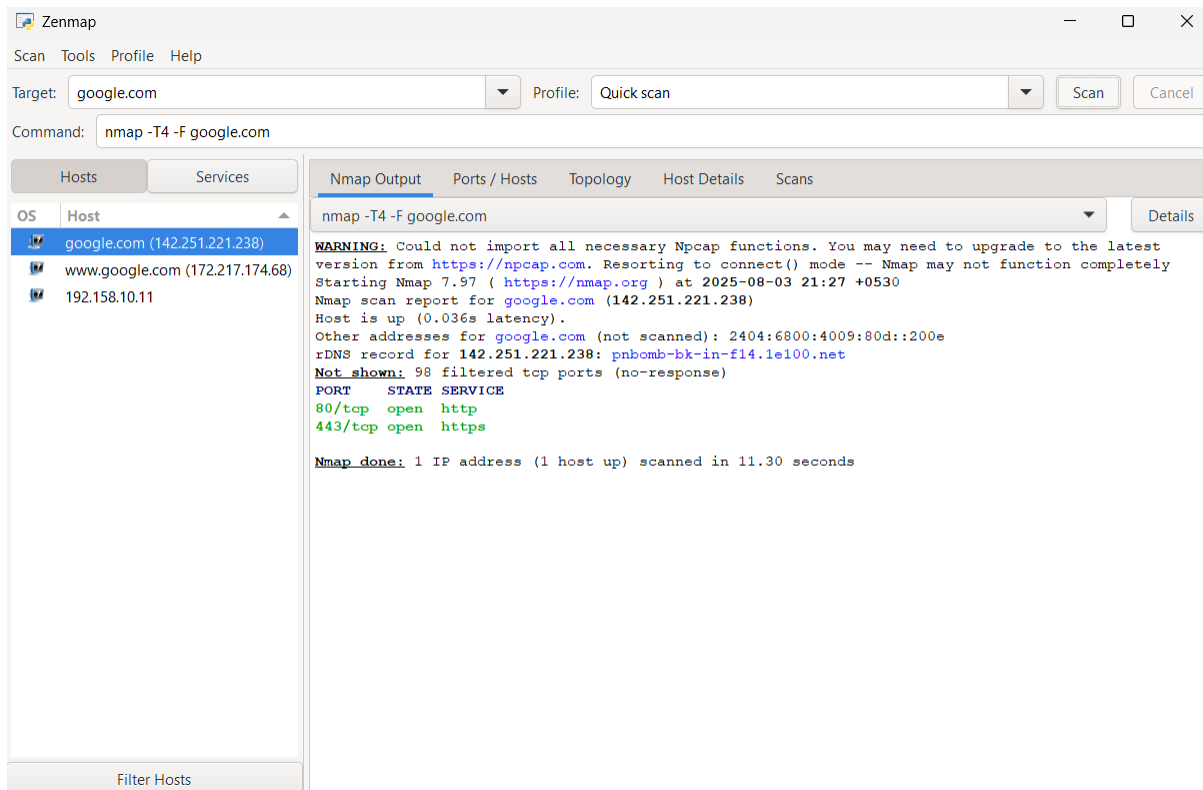 Zenmap
Scan Tools Profile Help
Target: google.com Profile: Quick scan Scan Cancel
Command: nmap -T4 -F google.com
Hosts Services
OS Host
google.com (142.251.221.238)
www.google.com (172.217.174.68)
192.158.10.11
Filter Hosts
Nmap Output Ports / Hosts Topology Host Details Scans
nmap -T4 -F google.com Details
WARNING: Could not import all necessary Npcap functions. You may need to upgrade to the latest
version from https://npcap.com. Resorting to connect() mode -- Nmap may not function completely
Starting Nmap 7.97 ( https://nmap.org ) at 2025-08-03 21:27 +0530
Nmap scan report for google.com (142.251.221.238)
Host is up (0.036s latency).
Other addresses for google.com (not scanned): 2404:6800:4009:80d::200e
rDNS record for 142.251.221.238: pnbomb-bk-in-f14.1e100.net
Not shown: 98 filtered tcp ports (no-response)
PORT STATE SERVICE
80/tcp open http
443/tcp open https
Nmap done: 1 IP address (1 host up) scanned in 11.30 seconds